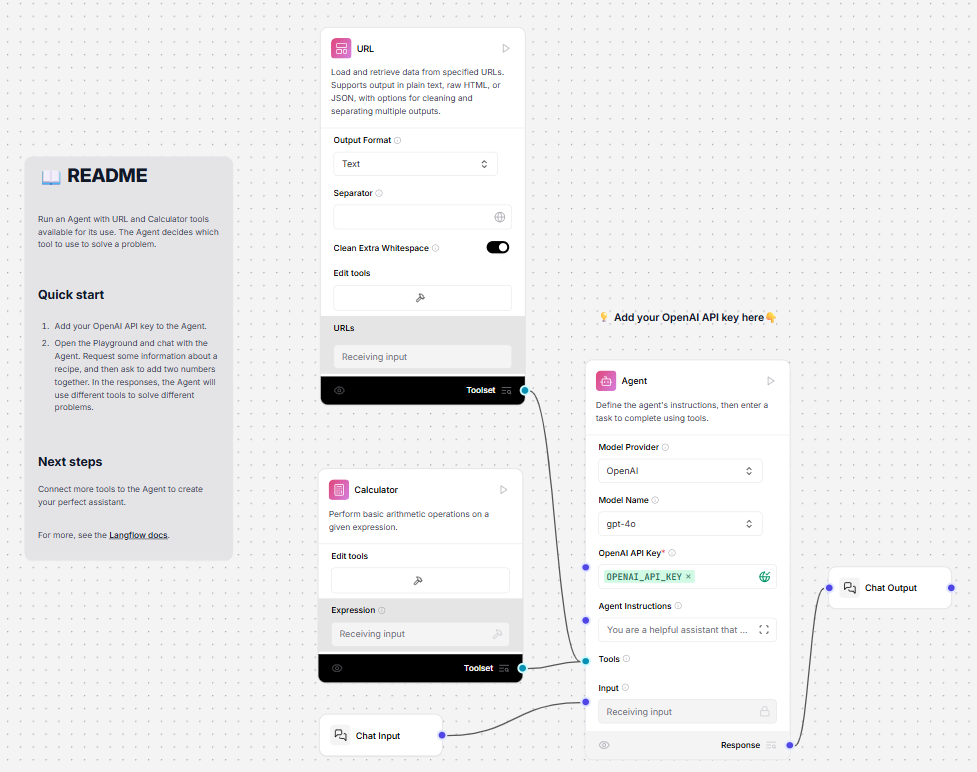 README
Run an Agent with URL and Calculator tools
available for its use. The Agent decides which
tool to use to solve a problem.
Quick start
1. Add your OpenAI API key to the Agent.
2. Open the Playground and chat with the
Agent. Request some information about a
recipe, and then ask to add two numbers
together. In the responses, the Agent will
use different tools to solve different
problems.
Next steps
Connect more tools to the Agent to create
your perfect assistant.
For more, see the Langflow docs.
URL
Load and retrieve data from specified URLs.
Supports output in plain text, raw HTML, or
JSON, with options for cleaning and
separating multiple outputs.
Output Format
Text
Separator
Clean Extra Whitespace
Edit tools
URLs
Receiving input
Toolset
Calculator
Perform basic arithmetic operations on a
given expression.
Edit tools
Expression
Receiving input
Toolset
Chat Input
Add your OpenAI API key here
Agent
Define the agent's instructions, then enter a
task to complete using tools.
Model Provider
OpenAI
Model Name
gpt-4o
OpenAI API Key*
OPENAI_API_KEY ×
Agent Instructions
You are a helpful assistant that ...
Tools
Input
Receiving input
Response
Chat Output